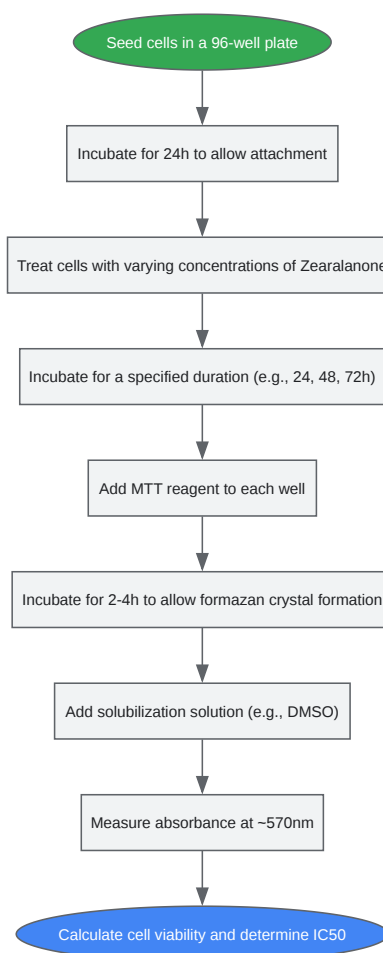 Seed cells in a 96-well plate
Incubate for 24h to allow attachment
Treat cells with varying concentrations of Zearalanone
Incubate for a specified duration (e.g., 24, 48, 72h)
Add MTT reagent to each well
Incubate for 2-4h to allow formazan crystal formation
Add solubilization solution (e.g., DMSO)
Measure absorbance at ~570nm
Calculate cell viability and determine IC50